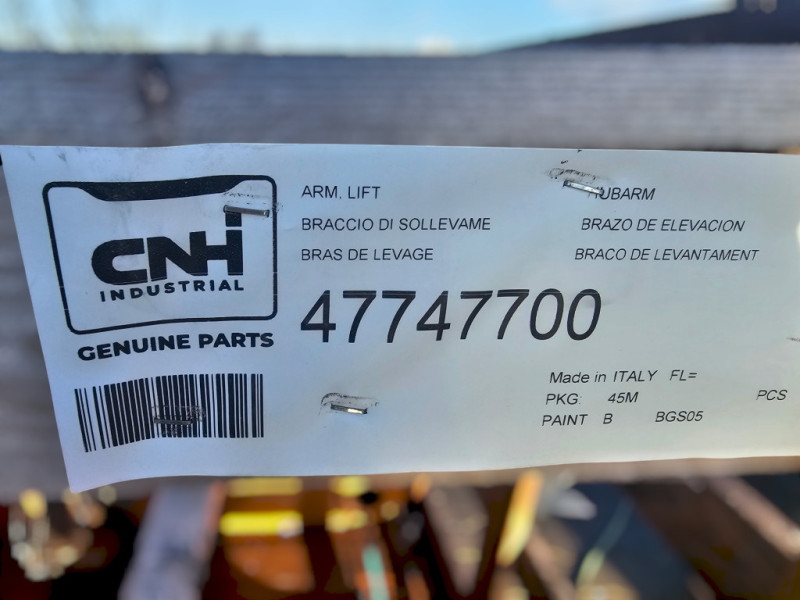 CNH
INDUSTRIAL
GENUINE PARTS
ARM, LIFT
BRACCIO DI SOLLEVAME
BRAZO DE ELEVACION
BRAS DE LEVAGE
BRACO DE LEVANTAMENT
47747700
Made in ITALY FL=
PKG: 45M PCS
PAINT B BGS05